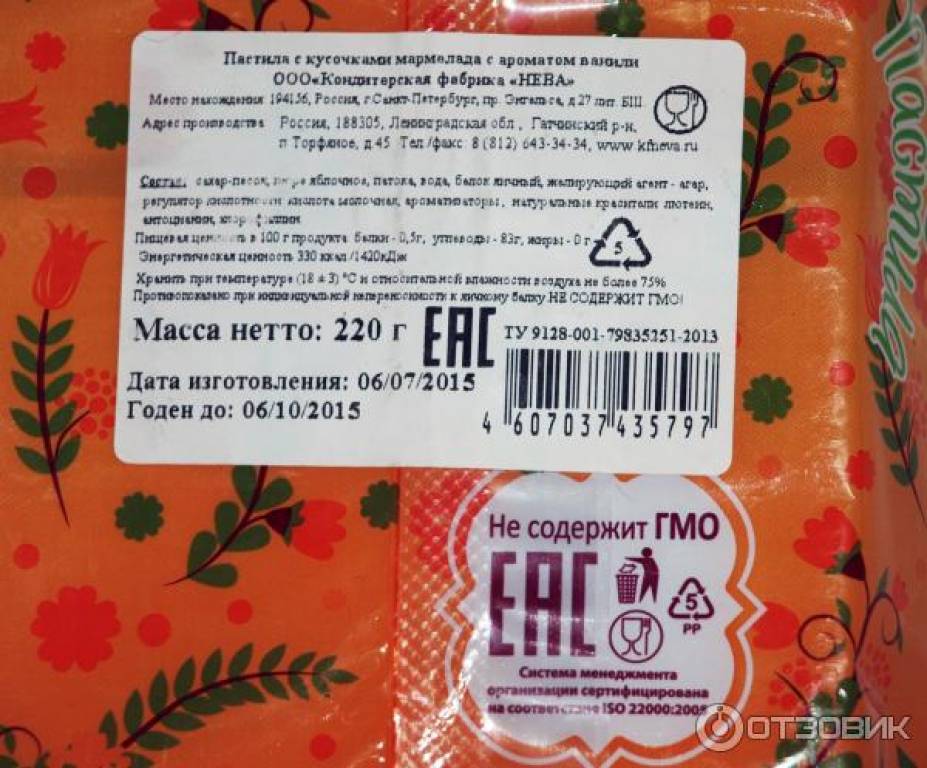 Пастила с кусочками мармелада с ароматом ванили
ООО«Кондитерская фабрика «НЕВА»
Место нахождения 194156, Россия, г.Санкт-Петербург, пр. Энгельса, д.27 лит. БШ.
Адрес производства Россия, 188305, Ленинградская обл., Гатчинский р-н,
п Торфяное, д.45 Тел./факс: 8 (812) 643-34-34, www.kfneva.ru
Состав: сахар-песок, пюре яблочное, патока, вода, белок яичный, желирующий агент - агар,
регулятор кислотности кислота молочная, ароматизаторы, натуральные красители лютеин,
антоцианин, хлорофиллин
Пищевая ценность в 100 г продукта белки - 0,5г, углеводы - 83г, жиры - 0 г
Энергетическая ценность 330 ккал /1420кДж
5
Хранить при температуре (18 ± 3) °С и относительной влажности воздуха не более 75%
Противопоказано при индивидуальной непереносимости к яичному белку.НЕ СОДЕРЖИТ ГМО!
Масса нетто: 220 г ЕАС ТУ 9128-001-79835251-2013
Дата изготовления: 06/07/2015
Годен до: 06/10/2015
4 607037 435797
Пастила
Не содержит ГМО
ЕАС
5
PP
Система менеджмента
организации сертифицирована
на соответствие ISO 22000:2005
ОТЗОВИК